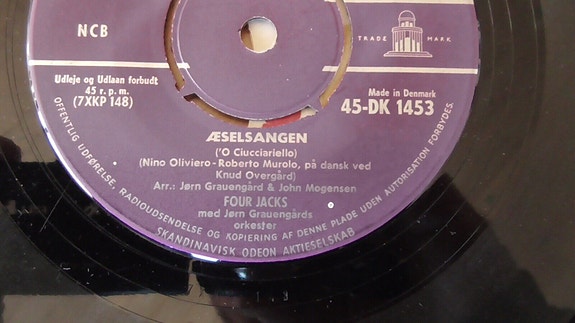 NCB
TRADE MARK
Udleje og Udlaan forbudt
45 r. p. m.
(7XKP 148)
Made in Denmark
45-DK 1453
ÆSELSANGEN
('O Ciucciariello)
(Nino Oliviero - Roberto Murolo, på dansk ved
Knud Overgård)
Arr.: Jørn Grauengård & John Mogensen
FOUR JACKS
med Jørn Grauengårds
orkester
OFFENTLIG UDFØRELSE, RADIOUDSENDELSE OG KOPIERING AF DENNE PLADE UDEN AUTORISATION FORBYDES.
SKANDINAVISK ODEON AKTIESELSKAB